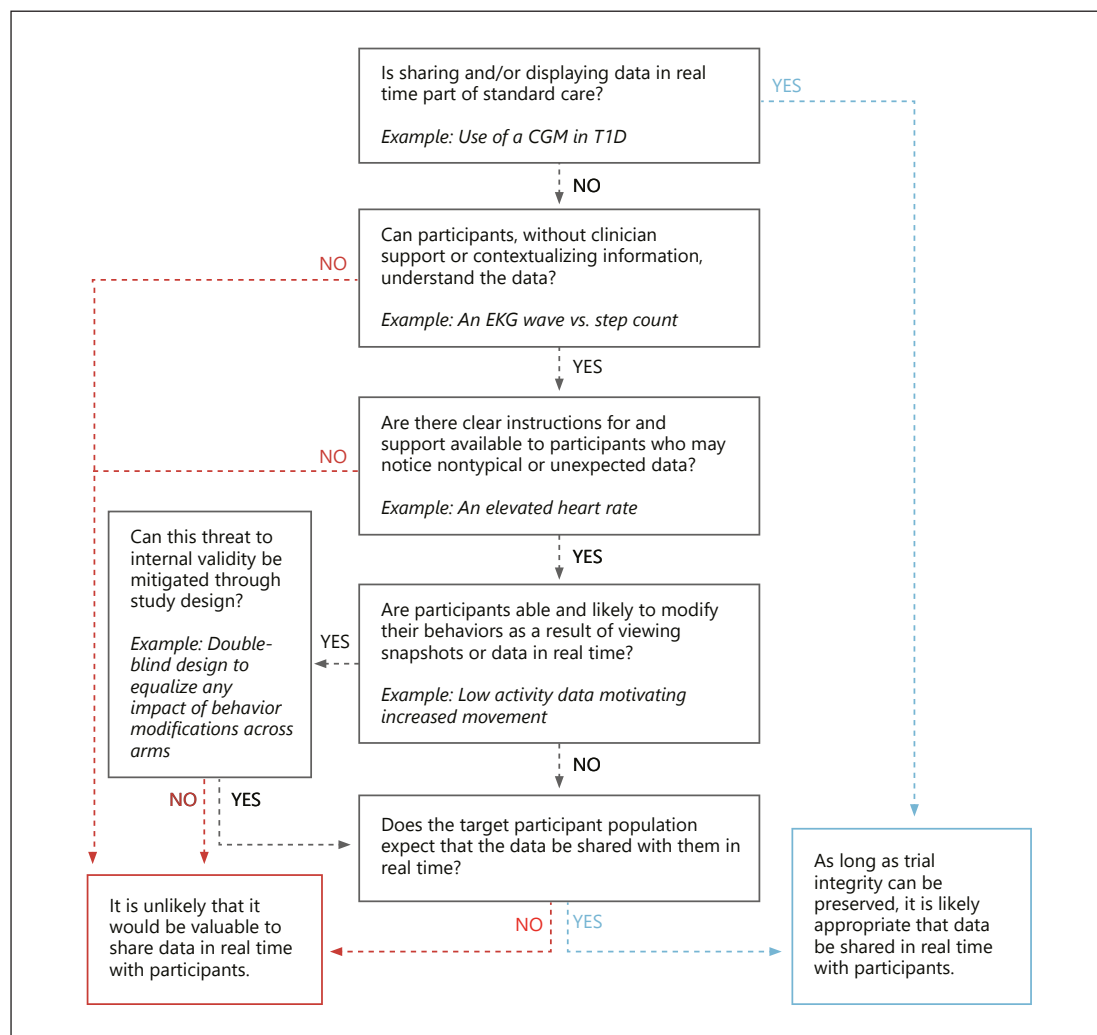 Is sharing and/or displaying data in real
time part of standard care?
Example: Use of a CGM in T1D
YES
NO
Can participants, without clinician
support or contextualizing information,
understand the data?
Example: An EKG wave vs. step count
NO
YES
Are there clear instructions for and
support available to participants who may
notice nontypical or unexpected data?
Example: An elevated heart rate
NO
YES
Are participants able and likely to modify
their behaviors as a result of viewing
snapshots or data in real time?
Example: Low activity data motivating
increased movement
YES
NO
Can this threat to
internal validity be
mitigated through
study design?
Example: Double-
blind design to
equalize any
impact of behavior
modifications across
arms
NO
YES
Does the target participant population
expect that the data be shared with them in
real time?
NO
YES
It is unlikely that it
would be valuable to
share data in real time
with participants.
As long as trial
integrity can be
preserved, it is likely
appropriate that data
be shared in real time
with participants.